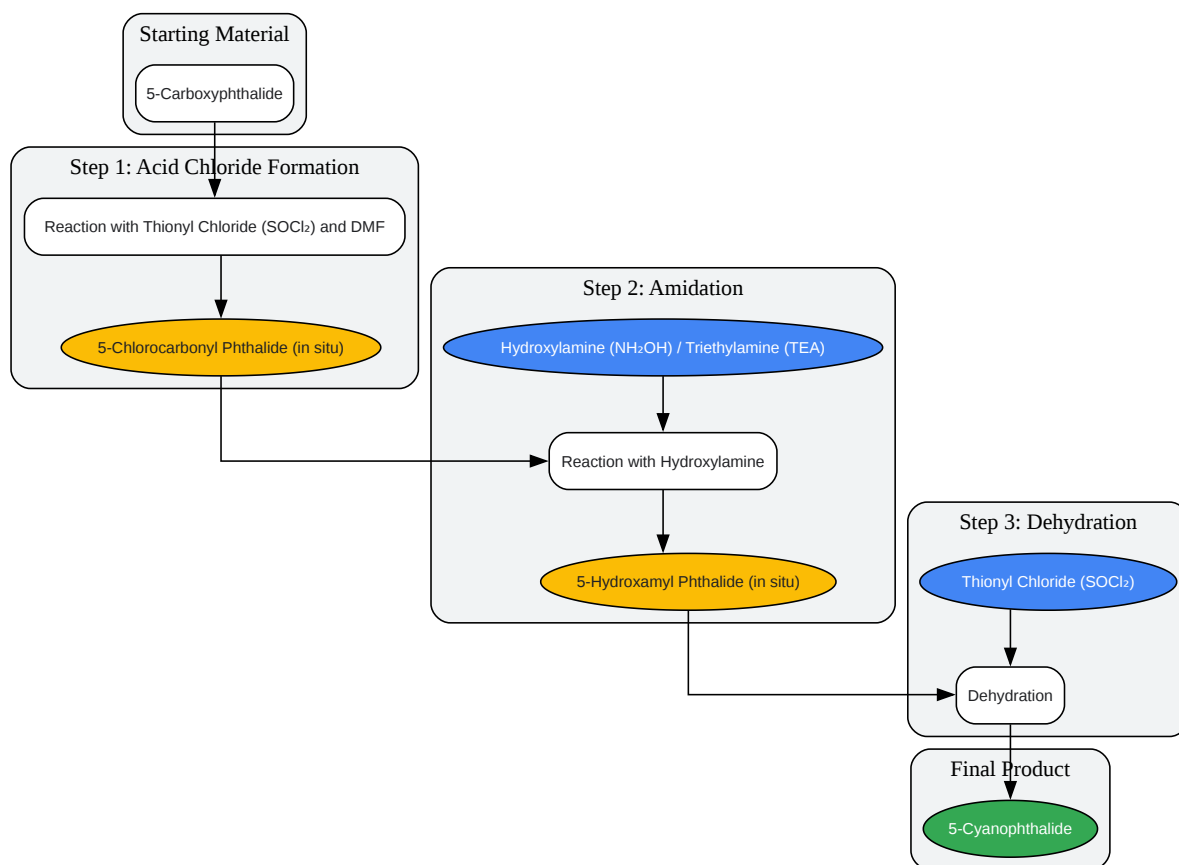 Starting Material
5-Carboxyphthalide
Step 1: Acid Chloride Formation
Reaction with Thionyl Chloride (SOCl₂) and DMF
5-Chlorocarbonyl Phthalide (in situ)
Step 2: Amidation
Hydroxylamine (NH₂OH) / Triethylamine (TEA)
Reaction with Hydroxylamine
5-Hydroxamyl Phthalide (in situ)
Step 3: Dehydration
Thionyl Chloride (SOCl₂)
Dehydration
Final Product
5-Cyanophthalide